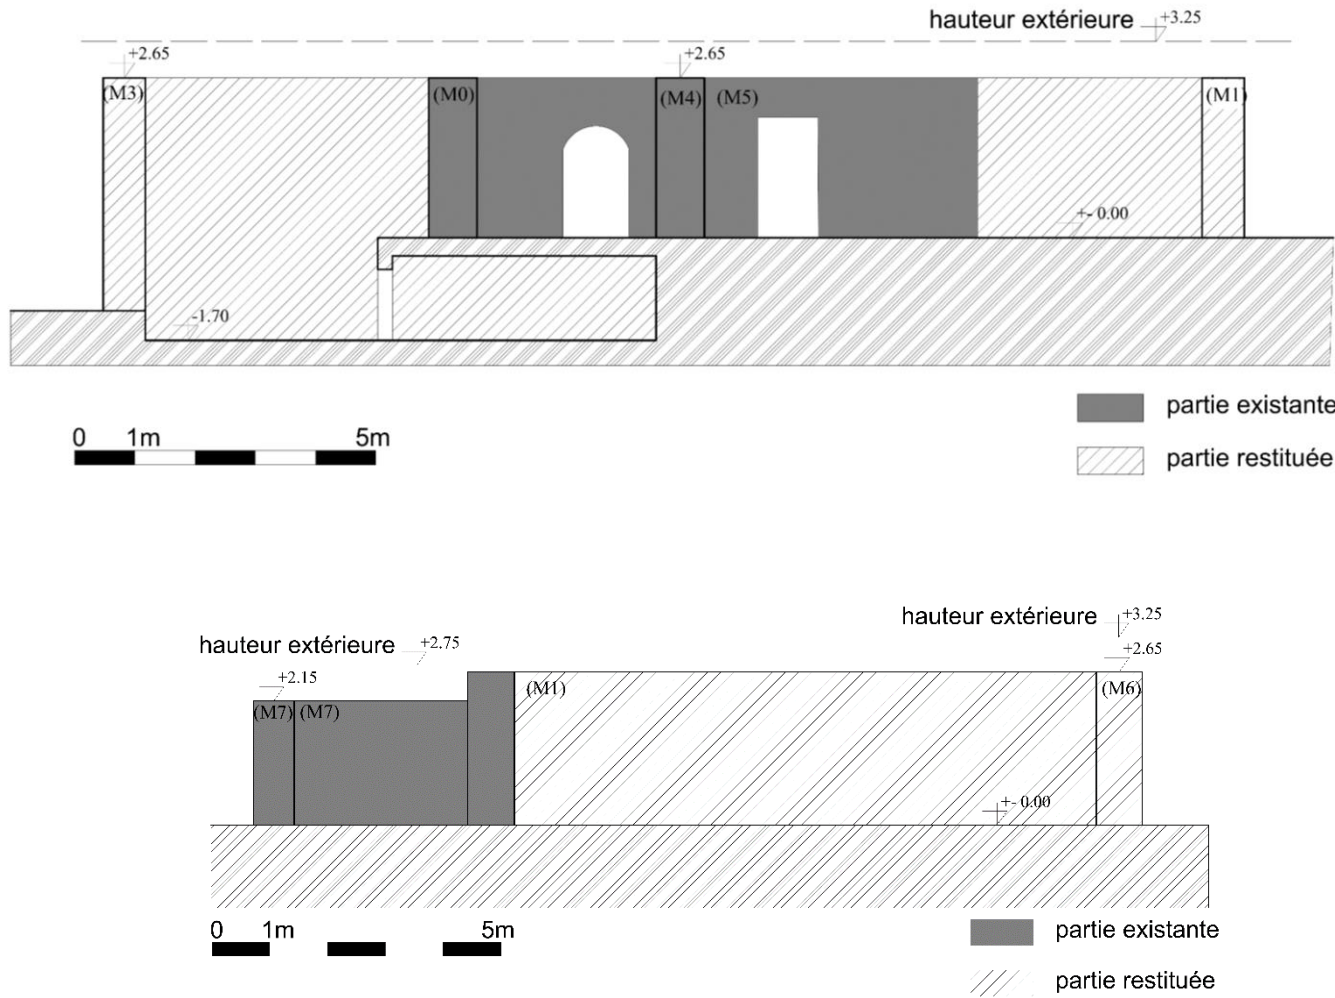 hauteur extérieure +3.25
+2.65 +2.65
(M3) (M0) (M4) (M5) (M1)
+- 0.00
-1.70
partie existante
0 1m 5m
partie restituée
hauteur extérieure +3.25
hauteur extérieure +2.75
+2.65
+2.15
(M1) (M6)
(M7) (M7)
+- 0.00
0 1m 5m
partie existante
partie restituée